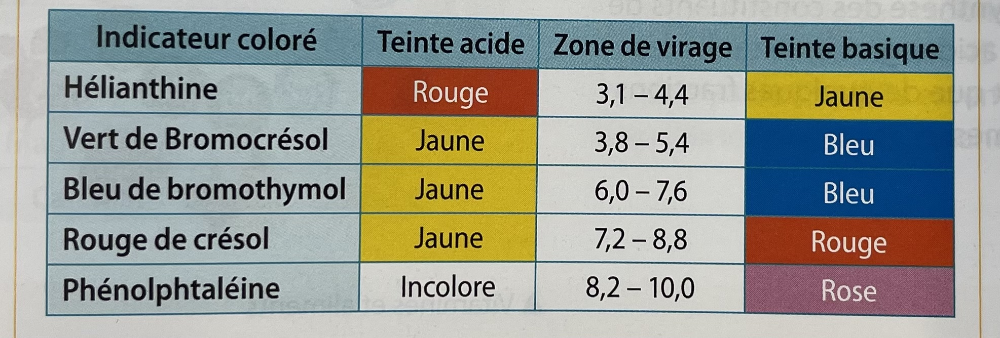 Indicateur coloré Teinte acide Zone de virage Teinte basique
Hélianthine Rouge 3,1 – 4,4 Jaune
Vert de Bromocrésol Jaune 3,8 – 5,4 Bleu
Bleu de bromothymol Jaune 6,0 – 7,6 Bleu
Rouge de crésol Jaune 7,2 – 8,8 Rouge
Phénolphtaléine Incolore 8,2 – 10,0 Rose